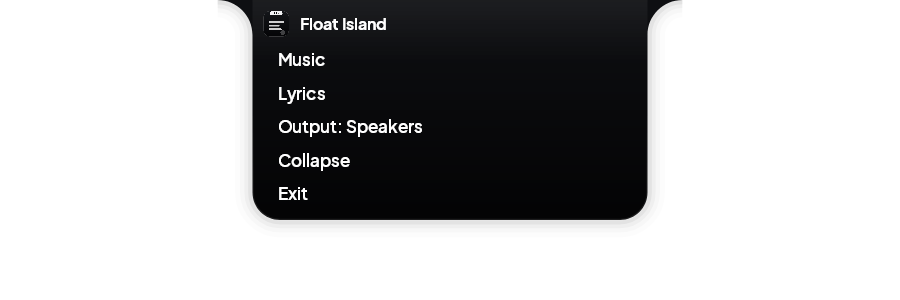 Float Island
Music
Lyrics
Output: Speakers
Collapse
Exit